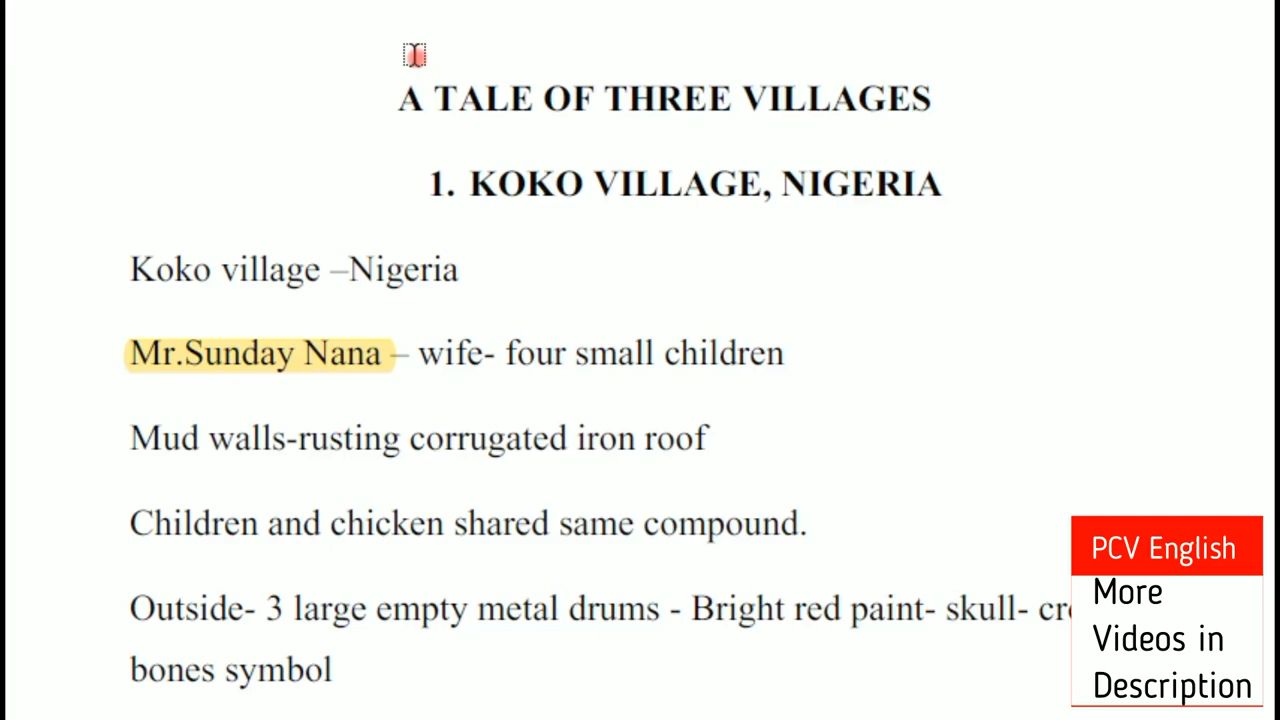 A TALE OF THREE VILLAGES
1. KOKO VILLAGE, NIGERIA
Koko village –Nigeria
Mr.Sunday Nana – wife- four small children
Mud walls-rusting corrugated iron roof
Children and chicken shared same compound.
Outside- 3 large empty metal drums - Bright red paint- skull-
bones symbol
PCV English
More
Videos in
Description